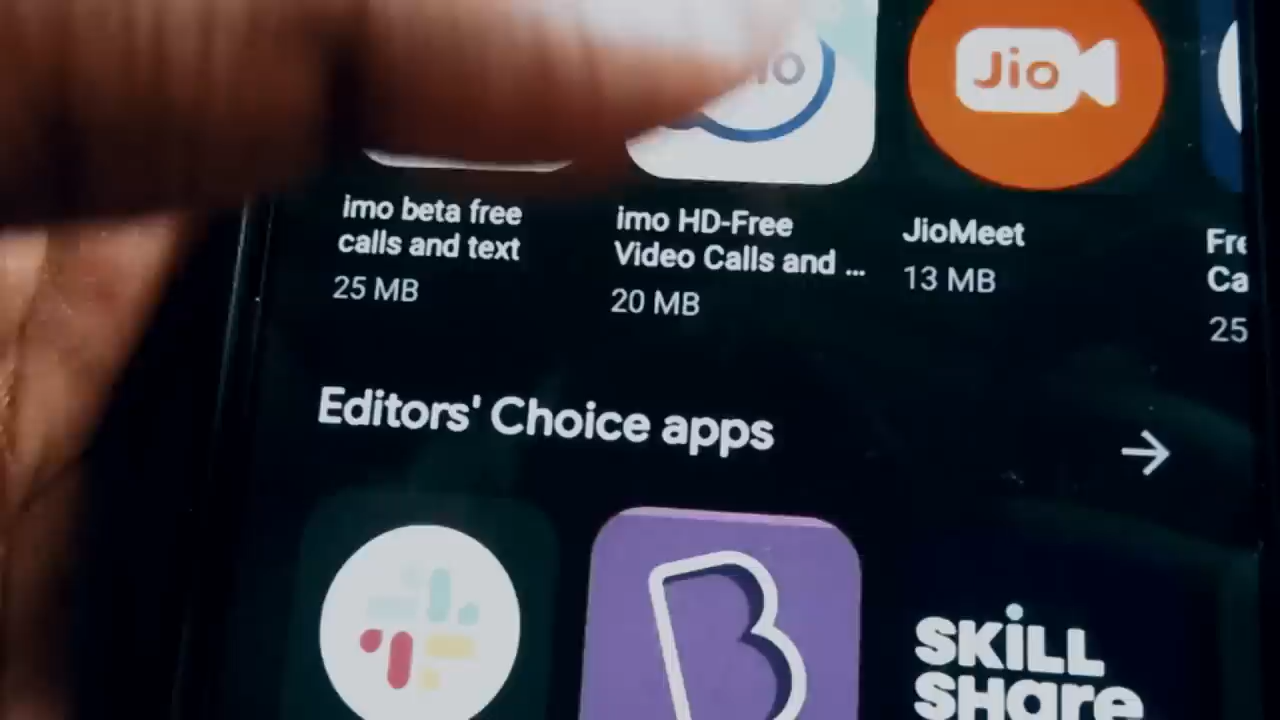 Jio
imo beta free
calls and text
25 MB
imo HD-Free
Video Calls and ...
20 MB
JioMeet
13 MB
Editors' Choice apps
B
SKiLL
SHare